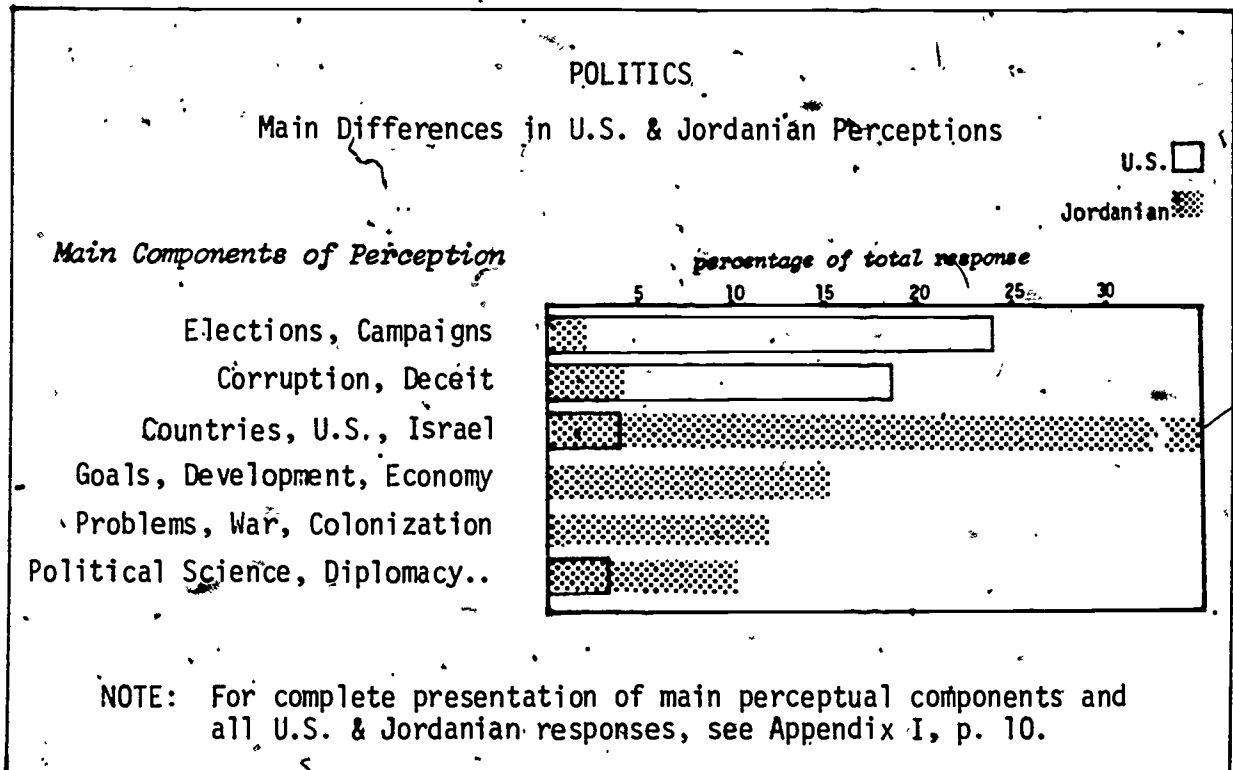 POLITICS
Main Differences in U.S. & Jordanian Perceptions
U.S.
Jordanian
Main Components of Perception
percentage of total response
5 10 15 20 25 30
Elections, Campaigns
Corruption, Deceit
Countries, U.S., Israel
Goals, Development, Economy
Problems, War, Colonization
Political Science, Diplomacy..
NOTE: For complete presentation of main perceptual components and
all U.S. & Jordanian responses, see Appendix I, p. 10.